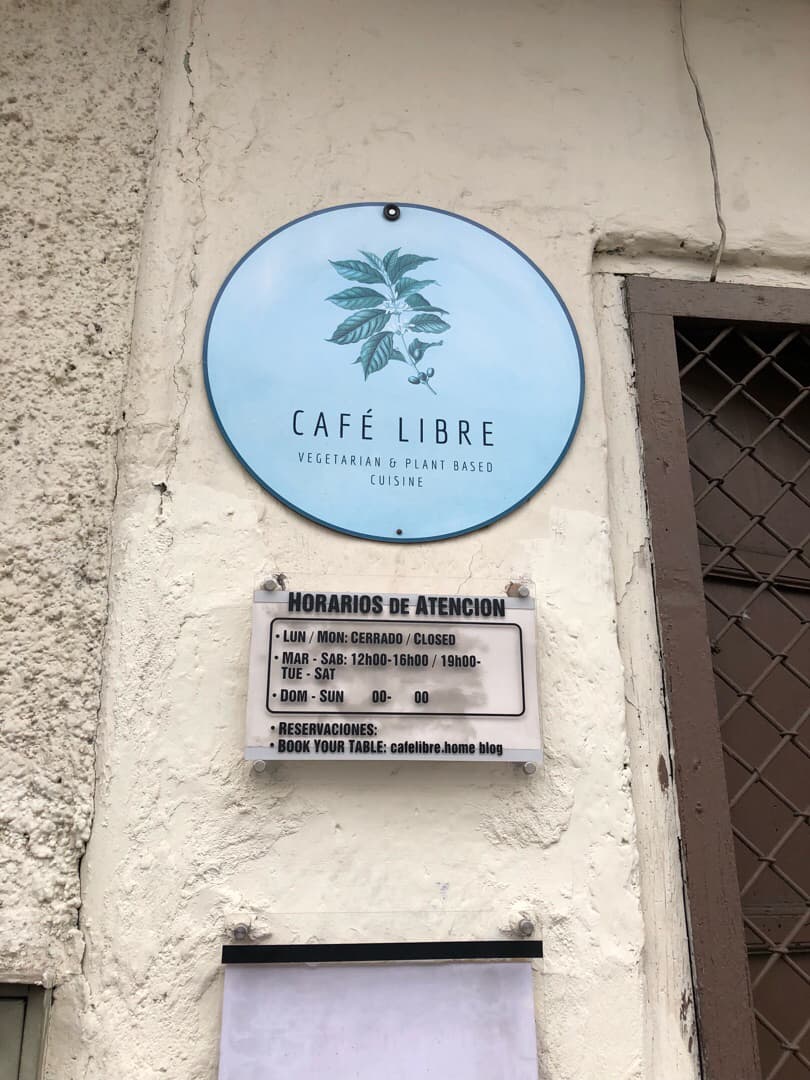 CAFÉ LIBRE
VEGETARIAN & PLANT BASED
CUISINE
HORARIOS DE ATENCION
• LUN / MON: CERRADO / CLOSED
• MAR - SAB: 12h00-16h00 / 19h00-
TUE - SAT
• DOM - SUN 00- 00
• RESERVACIONES:
• BOOK YOUR TABLE: cafelibre.home blog